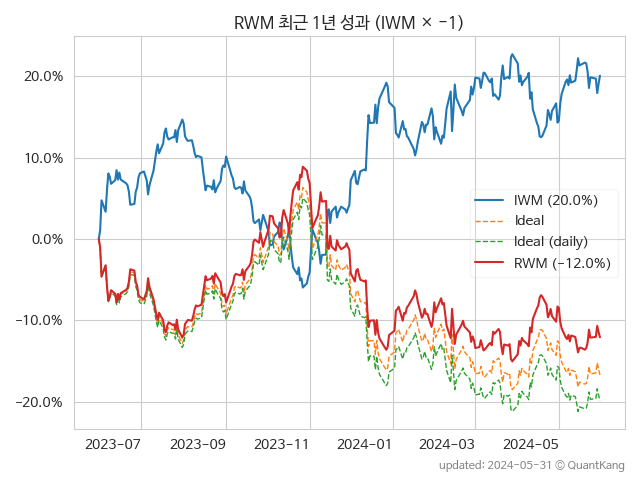 RWM 최근 1년 성과 (IWM × −1)
20.0%
10.0%
0.0%
−10.0%
−20.0%
IWM (20.0%)
Ideal
Ideal (daily)
RWM (−12.0%)
2023−07
2023−09
2023−11
2024−01
2024−03
2024−05
updated: 2024-05-31 © QuantKang